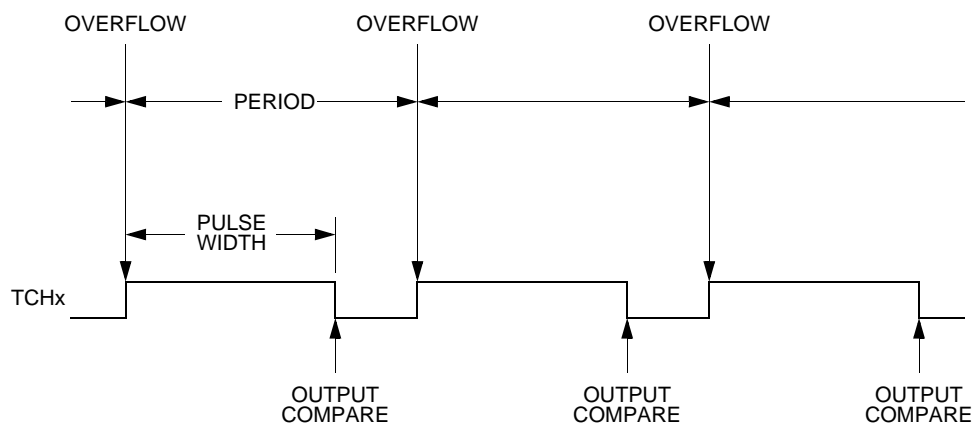 OVERFLOW OVERFLOW OVERFLOW
PERIOD
PULSE
WIDTH
TCHx
OUTPUT
COMPARE
OUTPUT
COMPARE
OUTPUT
COMPARE